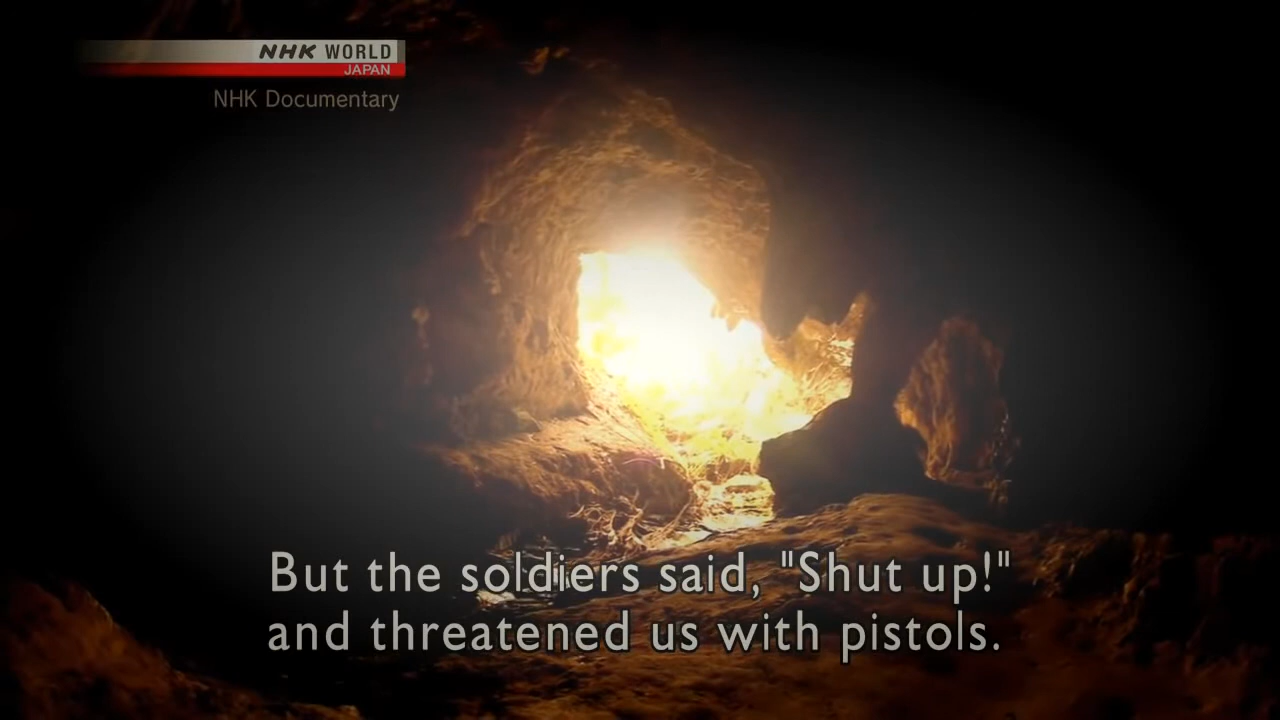 NHK WORLD
JAPAN
NHK Documentary
But the soldiers said, "Shut up!"
and threatened us with pistols.